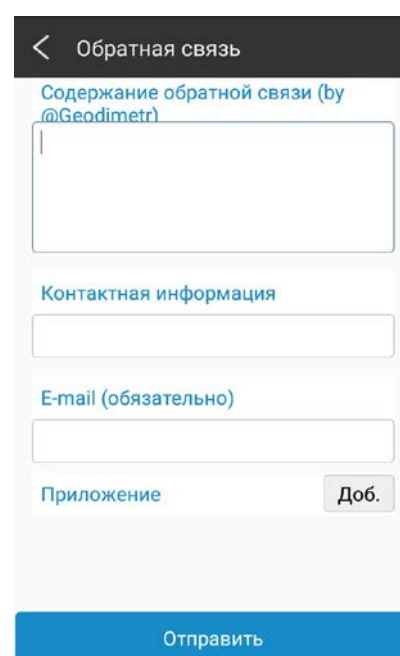 Обратная связь
Содержание обратной связи (by
@Geodimetr)
Контактная информация
E-mail (обязательно)
Приложение
Доб.
Отправить